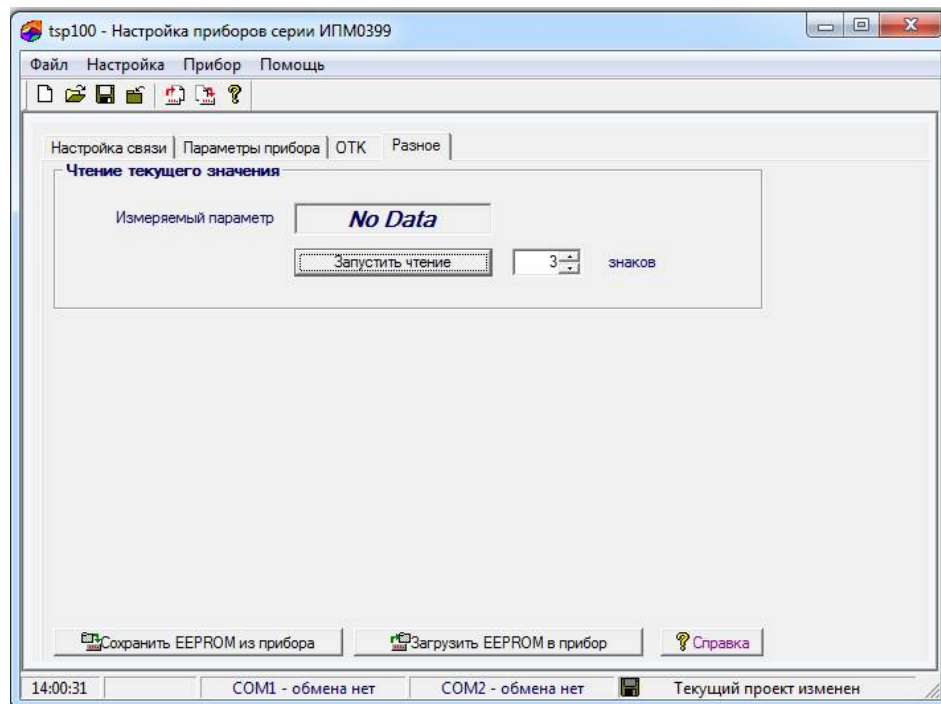 tsp100 - Настройка приборов серии ИПМ0399
Файл Настройка Прибор Помощь
Настройка связи Параметры прибора ОТК Разное
Чтение текущего значения
Измеряемый параметр No Data
Запустить чтение 3 знаков
Сохранить EEPROM из прибора Загрузить EEPROM в прибор Справка
14:00:31 COM1 - обмена нет COM2 - обмена нет Текущий проект изменен